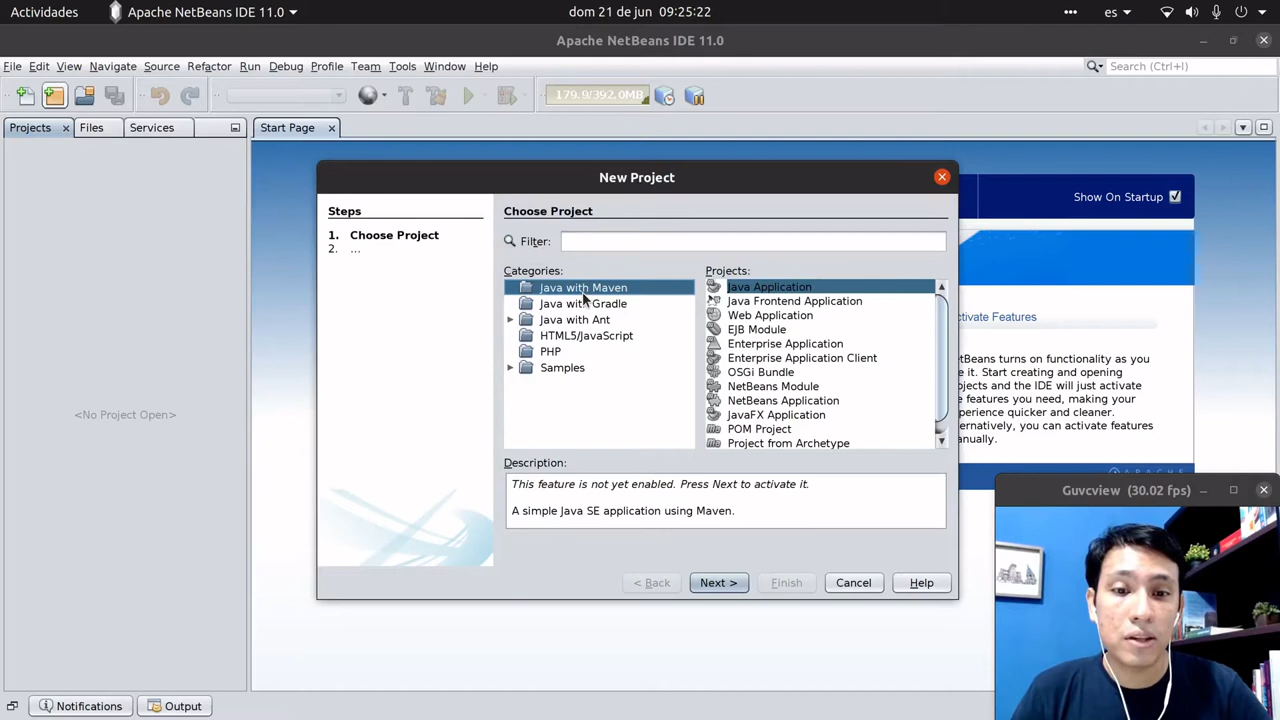 Actividades
Apache NetBeans IDE 11.0
dom 21 de jun 09:25:22
es
Apache NetBeans IDE 11.0
File Edit View Navigate Source Refactor Run Debug Profile Team Tools Window Help
Search (Ctrl+I)
179.9/392.0MB
Projects
Files
Services
Start Page
New Project
Show On Startup
Steps
1. Choose Project
2. ...
Choose Project
Filter:
Categories:
Java with Maven
Java with Gradle
Java with Ant
HTML5/JavaScript
PHP
Samples
Projects:
Java Application
Java Frontend Application
Web Application
EJB Module
Enterprise Application
Enterprise Application Client
OSGi Bundle
NetBeans Module
NetBeans Application
JavaFX Application
POM Project
Project from Archetype
Activate Features
etBeans turns on functionality as you
e it. Start creating and opening
ojects and the IDE will just activate
e features you need, making your
perience quicker and cleaner.
ternatively, you can activate features
anually.
<No Project Open>
Description:
This feature is not yet enabled. Press Next to activate it.
A simple Java SE application using Maven.
< Back
Next >
Finish
Cancel
Help
Guvcview (30.02 fps)
Notifications
Output